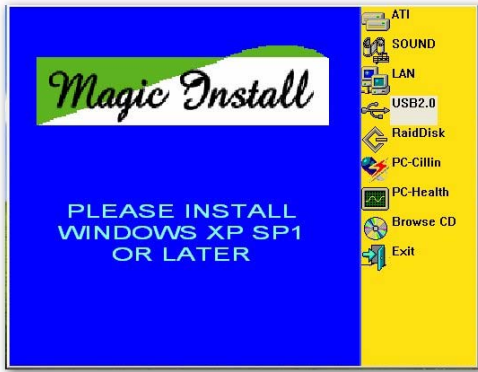 Magic Install
PLEASE INSTALL
WINDOWS XP SP1
OR LATER
ATI
SOUND
LAN
USB2.0
RaidDisk
PC-Cillin
PC-Health
Browse CD
Exit